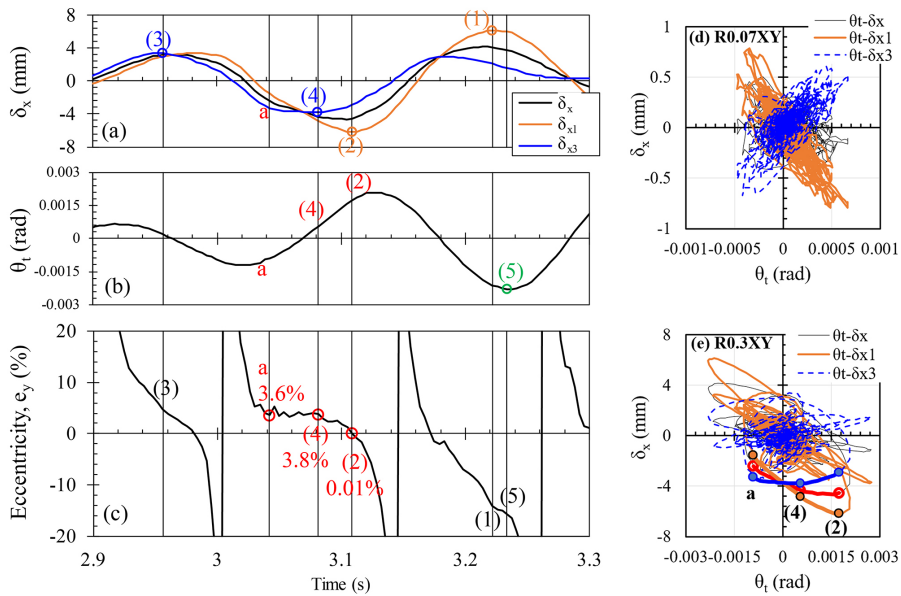 8
4
0
-4
-8
δx (mm)
(3)
(1)
(4)
a
(2)
(a)
δx
δx1
δx3
0.003
0.0015
0
-0.0015
-0.003
θt (rad)
(2)
(4)
a
(5)
(b)
20
10
0
-10
-20
Eccentricity, ey (%)
(3)
a
3.6%
(4)
3.8%
(2)
0.01%
(5)
(1)
(c)
2.9
3
3.1
3.2
3.3
Time (s)
(d) R0.07XY
θt-δx
θt-δx1
θt-δx3
1
0.5
0
-0.5
-1
δx (mm)
-0.001
-0.0005
0
0.0005
0.001
θt (rad)
(e) R0.3XY
θt-δx
θt-δx1
θt-δx3
8
4
0
-4
-8
δx (mm)
a
(4)
(2)
-0.003
-0.0015
0
0.0015
0.003
θt (rad)